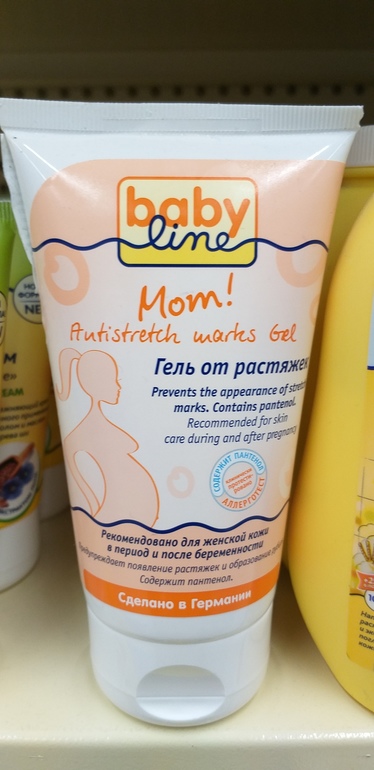 baby
line
Mom!
Antistretch marks Gel
Гель от растяжек
Prevents the appearance of stretch
marks. Contains pantenol.
Recommended for skin
care during and after pregnancy
СОДЕРЖИТ ПАНТЕНОЛ
АЛЛЕРГОТЕСТ
Рекомендовано для женской кожи
в период и после беременности
Предупреждает появление растяжек и образование
Содержит пантенол.
Сделано в Германии